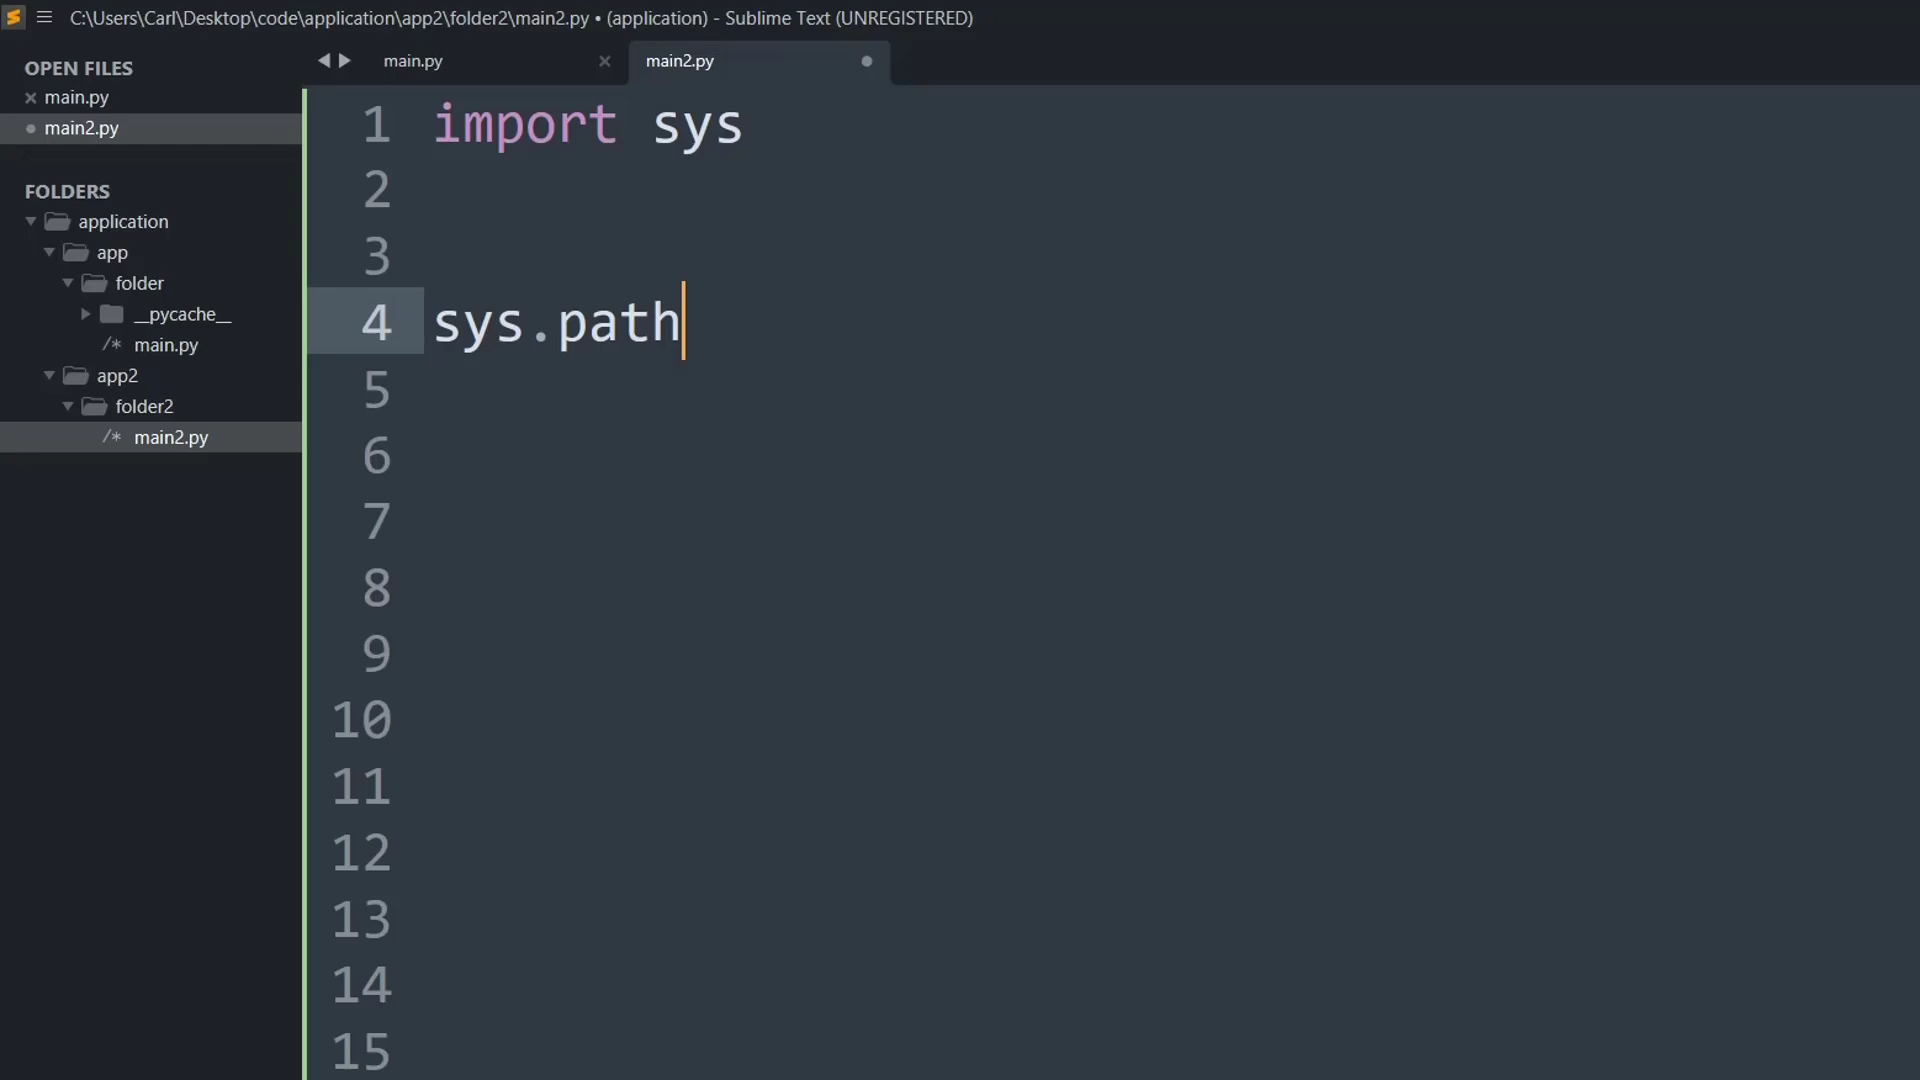 C:\Users\Carl\Desktop\code\application\app2\folder2\main2.py • (application) - Sublime Text (UNREGISTERED)
OPEN FILES
main.py
main2.py
FOLDERS
application
app
folder
__pycache__
/* main.py
app2
folder2
/* main2.py
main.py
main2.py
1 import sys
2
3
4 sys.path
5
6
7
8
9
10
11
12
13
14
15